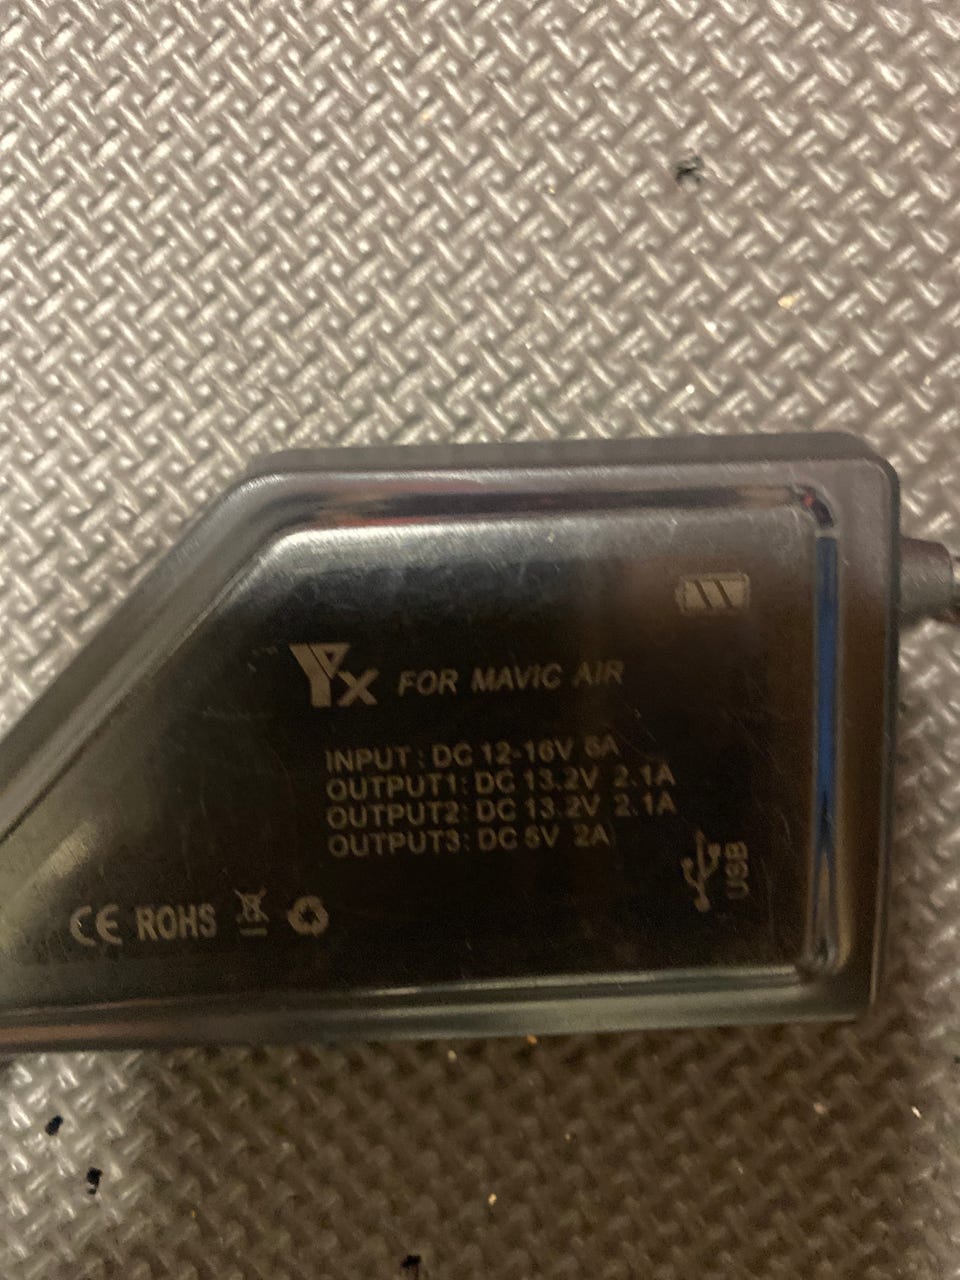 Yx FOR MAVIC AIR
INPUT : DC 12-16V 6A
OUTPUT1: DC 13.2V 2.1A
OUTPUT2: DC 13.2V 2.1A
OUTPUT3: DC 5V 2A
USB
CE ROHS